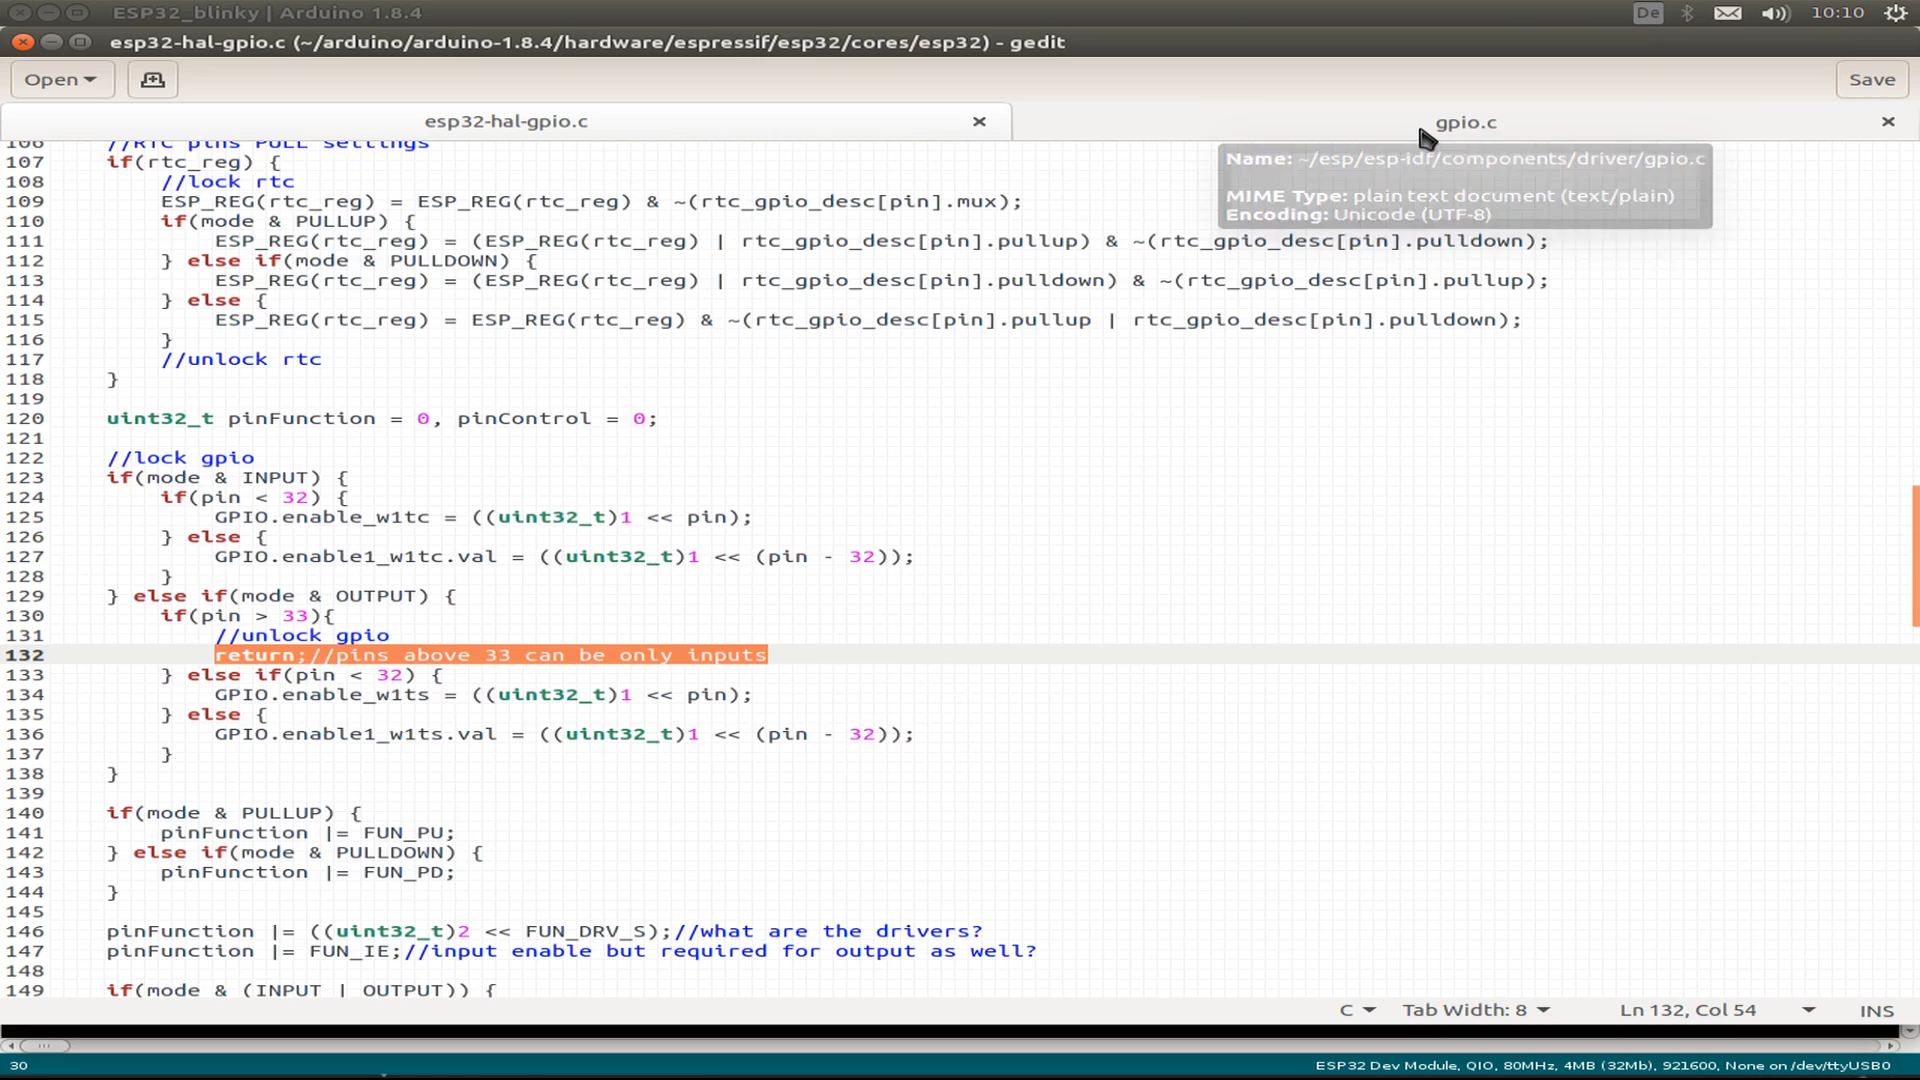 ESP32_blinky | Arduino 1.8.4
De
10:10
esp32-hal-gpio.c (~/arduino/arduino-1.8.4/hardware/espressif/esp32/cores/esp32) - gedit
Open
Save
esp32-hal-gpio.c
gpio.c
Name: ~/esp/esp-idf/components/driver/gpio.c
MIME Type: plain text document (text/plain)
Encoding: Unicode (UTF-8)
106 //RTC pins PULL settings
107 if(rtc_reg) {
108 //lock rtc
109 ESP_REG(rtc_reg) = ESP_REG(rtc_reg) & ~(rtc_gpio_desc[pin].mux);
110 if(mode & PULLUP) {
111 ESP_REG(rtc_reg) = (ESP_REG(rtc_reg) | rtc_gpio_desc[pin].pullup) & ~(rtc_gpio_desc[pin].pulldown);
112 } else if(mode & PULLDOWN) {
113 ESP_REG(rtc_reg) = (ESP_REG(rtc_reg) | rtc_gpio_desc[pin].pulldown) & ~(rtc_gpio_desc[pin].pullup);
114 } else {
115 ESP_REG(rtc_reg) = ESP_REG(rtc_reg) & ~(rtc_gpio_desc[pin].pullup | rtc_gpio_desc[pin].pulldown);
116 }
117 //unlock rtc
118 }
119
120 uint32_t pinFunction = 0, pinControl = 0;
121
122 //lock gpio
123 if(mode & INPUT) {
124 if(pin < 32) {
125 GPIO.enable_w1tc = ((uint32_t)1 << pin);
126 } else {
127 GPIO.enable1_w1tc.val = ((uint32_t)1 << (pin - 32));
128 }
129 } else if(mode & OUTPUT) {
130 if(pin > 33){
131 //unlock gpio
132 return;//pins above 33 can be only inputs
133 } else if(pin < 32) {
134 GPIO.enable_w1ts = ((uint32_t)1 << pin);
135 } else {
136 GPIO.enable1_w1ts.val = ((uint32_t)1 << (pin - 32));
137 }
138 }
139
140 if(mode & PULLUP) {
141 pinFunction |= FUN_PU;
142 } else if(mode & PULLDOWN) {
143 pinFunction |= FUN_PD;
144 }
145
146 pinFunction |= ((uint32_t)2 << FUN_DRV_S);//what are the drivers?
147 pinFunction |= FUN_IE;//input enable but required for output as well?
148
149 if(mode & (INPUT | OUTPUT)) {
C
Tab Width: 8
Ln 132, Col 54
INS
30
ESP32 Dev Module, QIO, 80MHz, 4MB (32Mb), 921600, None on /dev/ttyUSB0